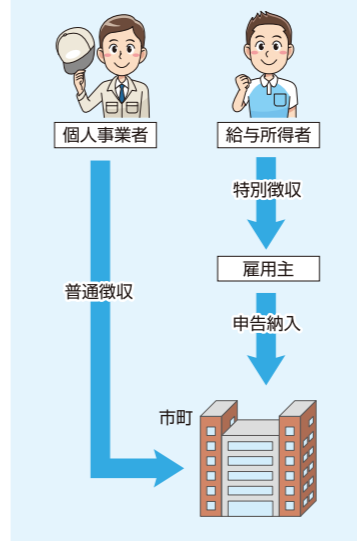 個人事業者
給与所得者
特別徴収
雇用主
普通徴収
申告納入
市町